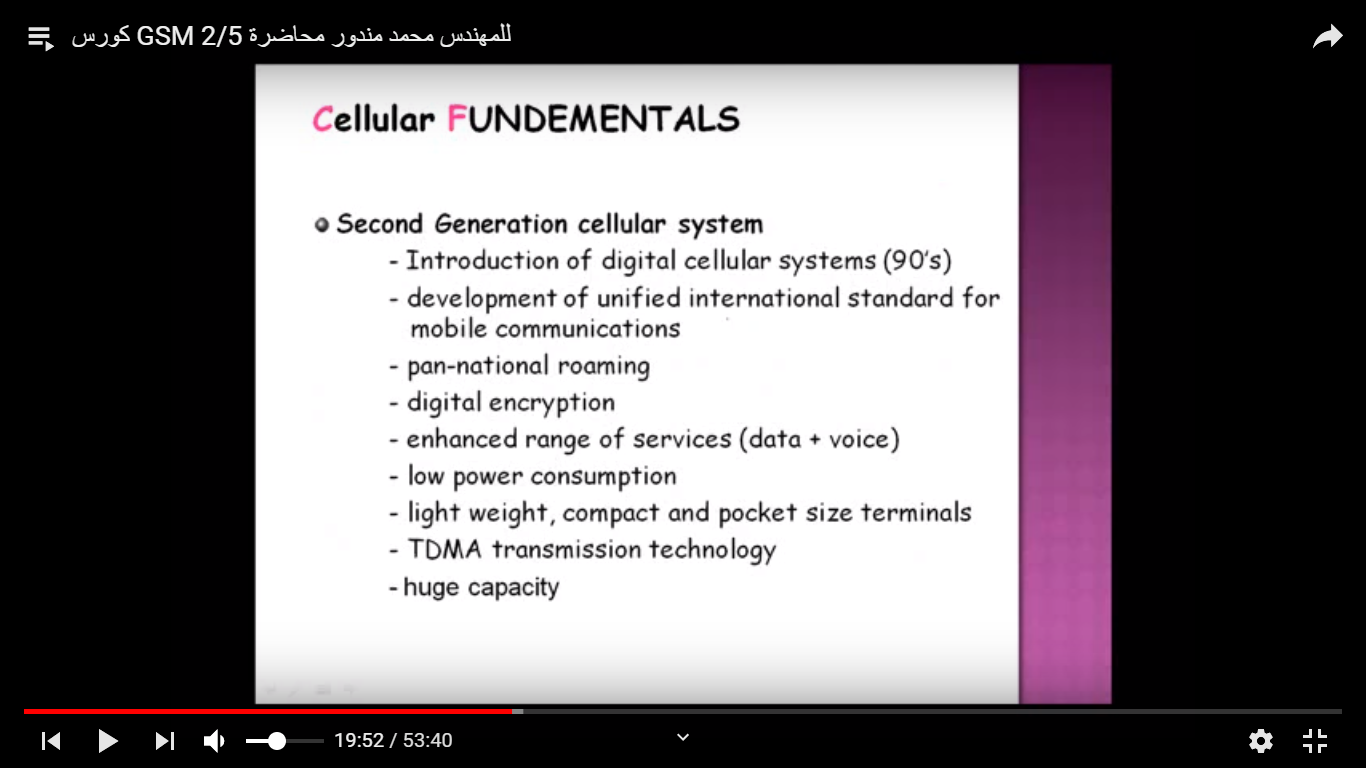 كورس GSM 2/5 للمهندس محمد مندور محاضرة
Cellular FUNDEMENTALS
Second Generation cellular system
- Introduction of digital cellular systems (90's)
- development of unified international standard for
mobile communications
- pan-national roaming
- digital encryption
- enhanced range of services (data + voice)
- low power consumption
- light weight, compact and pocket size terminals
- TDMA transmission technology
- huge capacity
19:52 / 53:40